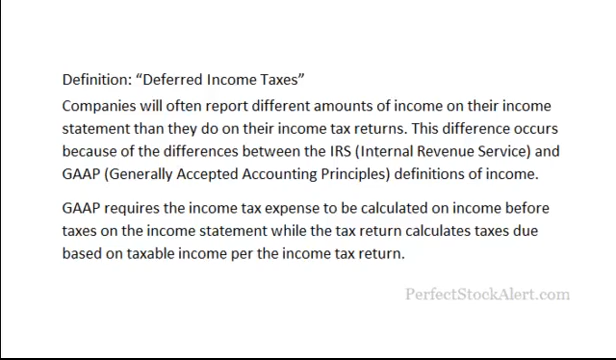 Definition: “Deferred Income Taxes”
Companies will often report different amounts of income on their income
statement than they do on their income tax returns. This difference occurs
because of the differences between the IRS (Internal Revenue Service) and
GAAP (Generally Accepted Accounting Principles) definitions of income.
GAAP requires the income tax expense to be calculated on income before
taxes on the income statement while the tax return calculates taxes due
based on taxable income per the income tax return.
PerfectStockAlert.com